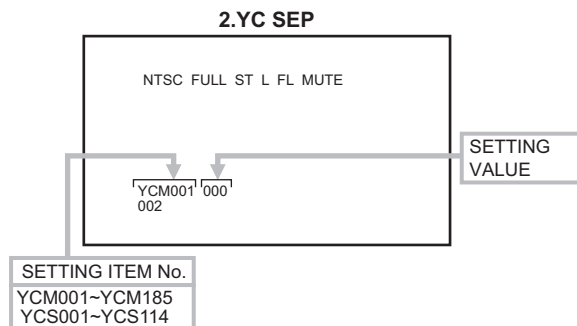 2.YC SEP
NTSC FULL ST L FL MUTE
SETTING
VALUE
YCM001 000
002
SETTING ITEM No.
YCM001~YCM185
YCS001~YCS114